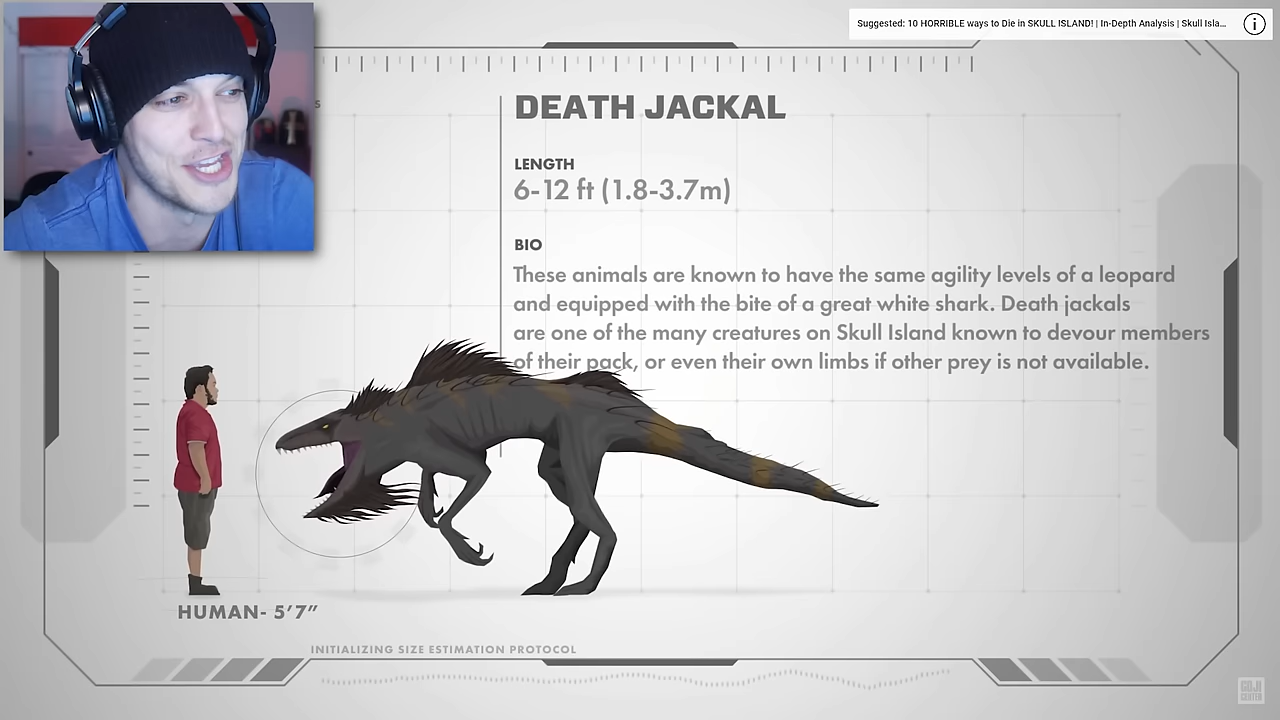 Suggested: 10 HORRIBLE ways to Die in SKULL ISLAND! | In-Depth Analysis | Skull Isla...
S
DEATH JACKAL
LENGTH
6-12 ft (1.8-3.7m)
BIO
These animals are known to have the same agility levels of a leopard
and equipped with the bite of a great white shark. Death jackals
are one of the many creatures on Skull Island known to devour members
of their pack, or even their own limbs if other prey is not available.
HUMAN- 5'7"
INITIALIZING SIZE ESTIMATION PROTOCOL
GOJI
CENTER